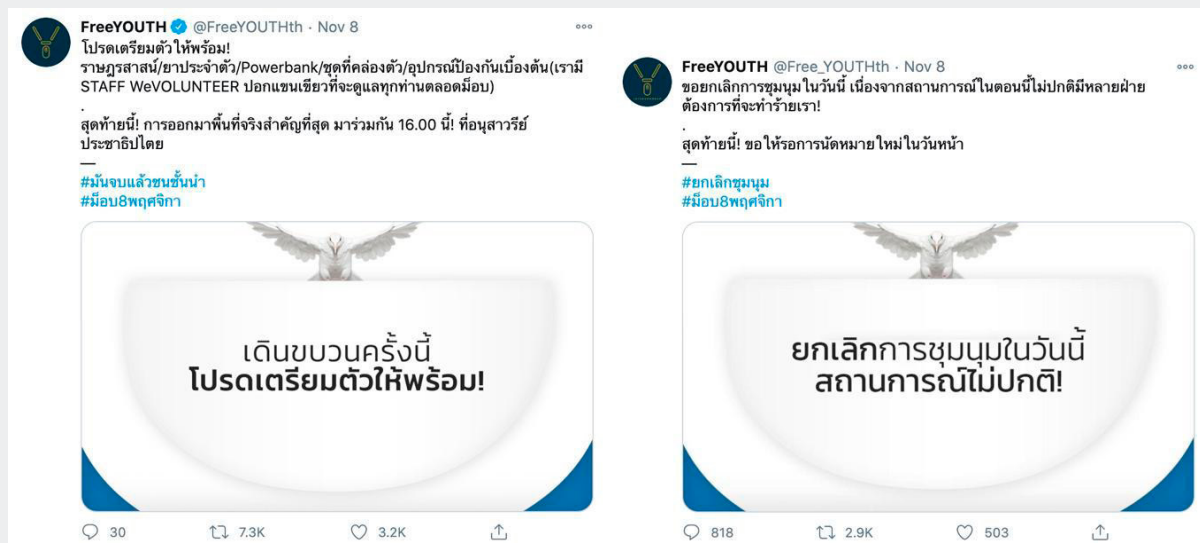 FreeYOUTH @FreeYOUTHth · Nov 8
โปรดเตรียมตัวให้พร้อม!
ราษฎรสาสน์/ยาประจำตัว/Powerbank/ชุดที่คล่องตัว/อุปกรณ์ป้องกันเบื้องต้น(เรามี
STAFF WeVOLUNTEER ปอกแขนเขียวที่จะดูแลทุกท่านตลอดม็อบ)
.
สุดท้ายนี้! การออกมาพื้นที่จริงสำคัญที่สุด มาร่วมกัน 16.00 นี้! ที่อนุสาวรีย์
ประชาธิปไตย
—
#มันจบแล้วชนชั้นนำ
#ม็อบ8พฤศจิกา
เดินขบวนครั้งนี้
โปรดเตรียมตัวให้พร้อม!
30 7.3K 3.2K
FreeYOUTH @Free_YOUTHth · Nov 8
ขอยกเลิกการชุมนุมในวันนี้ เนื่องจากสถานการณ์ในตอนนี้ไม่ปกติมีหลายฝ่าย
ต้องการที่จะทำร้ายเรา!
.
สุดท้ายนี้! ขอให้รอการนัดหมายใหม่ในวันหน้า
—
#ยกเลิกชุมนุม
#ม็อบ8พฤศจิกา
ยกเลิกการชุมนุมในวันนี้
สถานการณ์ไม่ปกติ!
818 2.9K 503